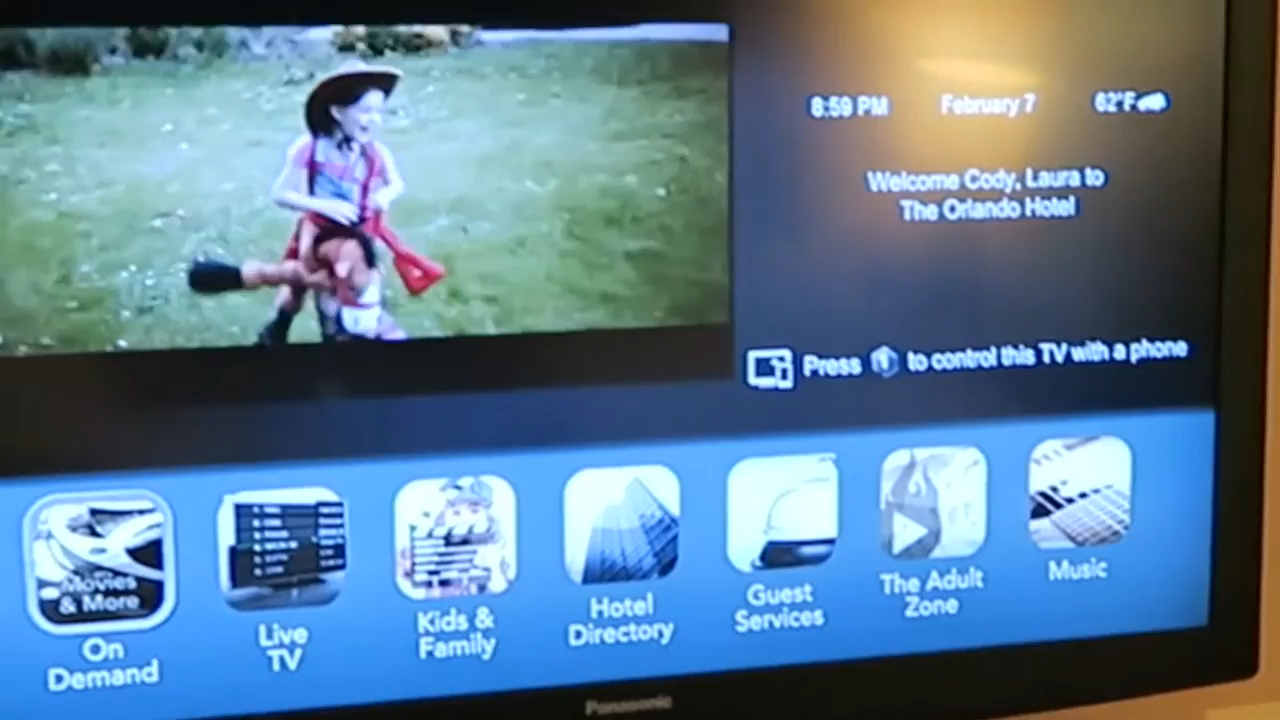 8:59 PM February 7 62°F
Welcome Cody, Laura to
The Orlando Hotel
Press 1 to control this TV with a phone
Movies
& More
On
Demand
Live
TV
Kids &
Family
Hotel
Directory
Guest
Services
The Adult
Zone
Music
Panasonic